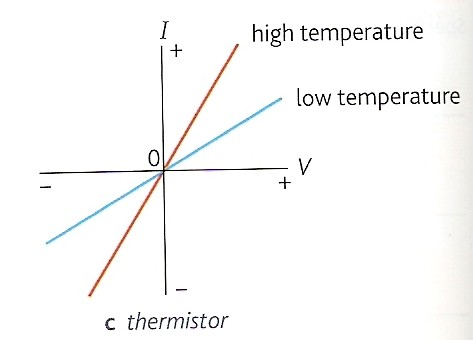 I
+
high temperature
low temperature
0
V
−
+
−
c thermistor